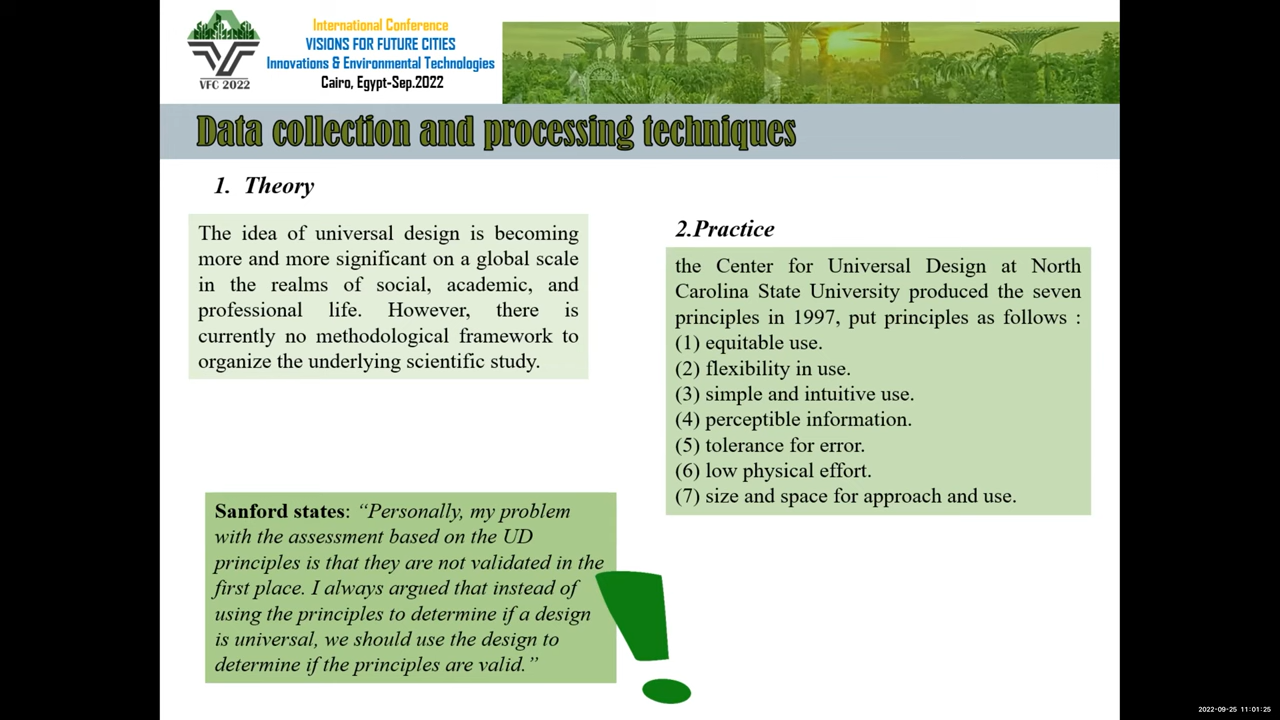 VFC 2022
International Conference
VISIONS FOR FUTURE CITIES
Innovations & Environmental Technologies
Cairo, Egypt-Sep.2022
Data collection and processing techniques
1. Theory
The idea of universal design is becoming
more and more significant on a global scale
in the realms of social, academic, and
professional life. However, there is
currently no methodological framework to
organize the underlying scientific study.
Sanford states: “Personally, my problem
with the assessment based on the UD
principles is that they are not validated in the
first place. I always argued that instead of
using the principles to determine if a design
is universal, we should use the design to
determine if the principles are valid.”
2.Practice
the Center for Universal Design at North
Carolina State University produced the seven
principles in 1997, put principles as follows :
(1) equitable use.
(2) flexibility in use.
(3) simple and intuitive use.
(4) perceptible information.
(5) tolerance for error.
(6) low physical effort.
(7) size and space for approach and use.
2022-09-25 11:01:25